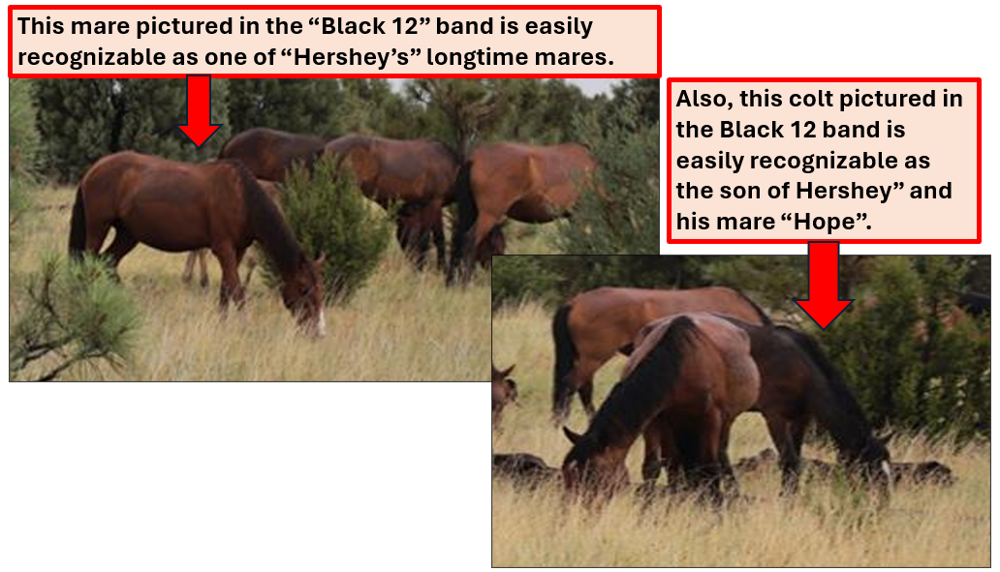 This mare pictured in the “Black 12” band is easily
recognizable as one of “Hershey’s” longtime mares.
Also, this colt pictured in
the Black 12 band is
easily recognizable as
the son of Hershey” and
his mare “Hope”.